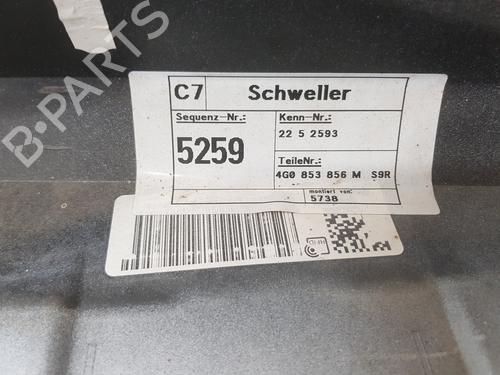 B-PARTS
C7 Schweller
Sequenz-Nr.: Kenn-Nr.:
5259 22 5 2593
TeileNr.:
4G0 853 856 M S9R
montiert von:
5738